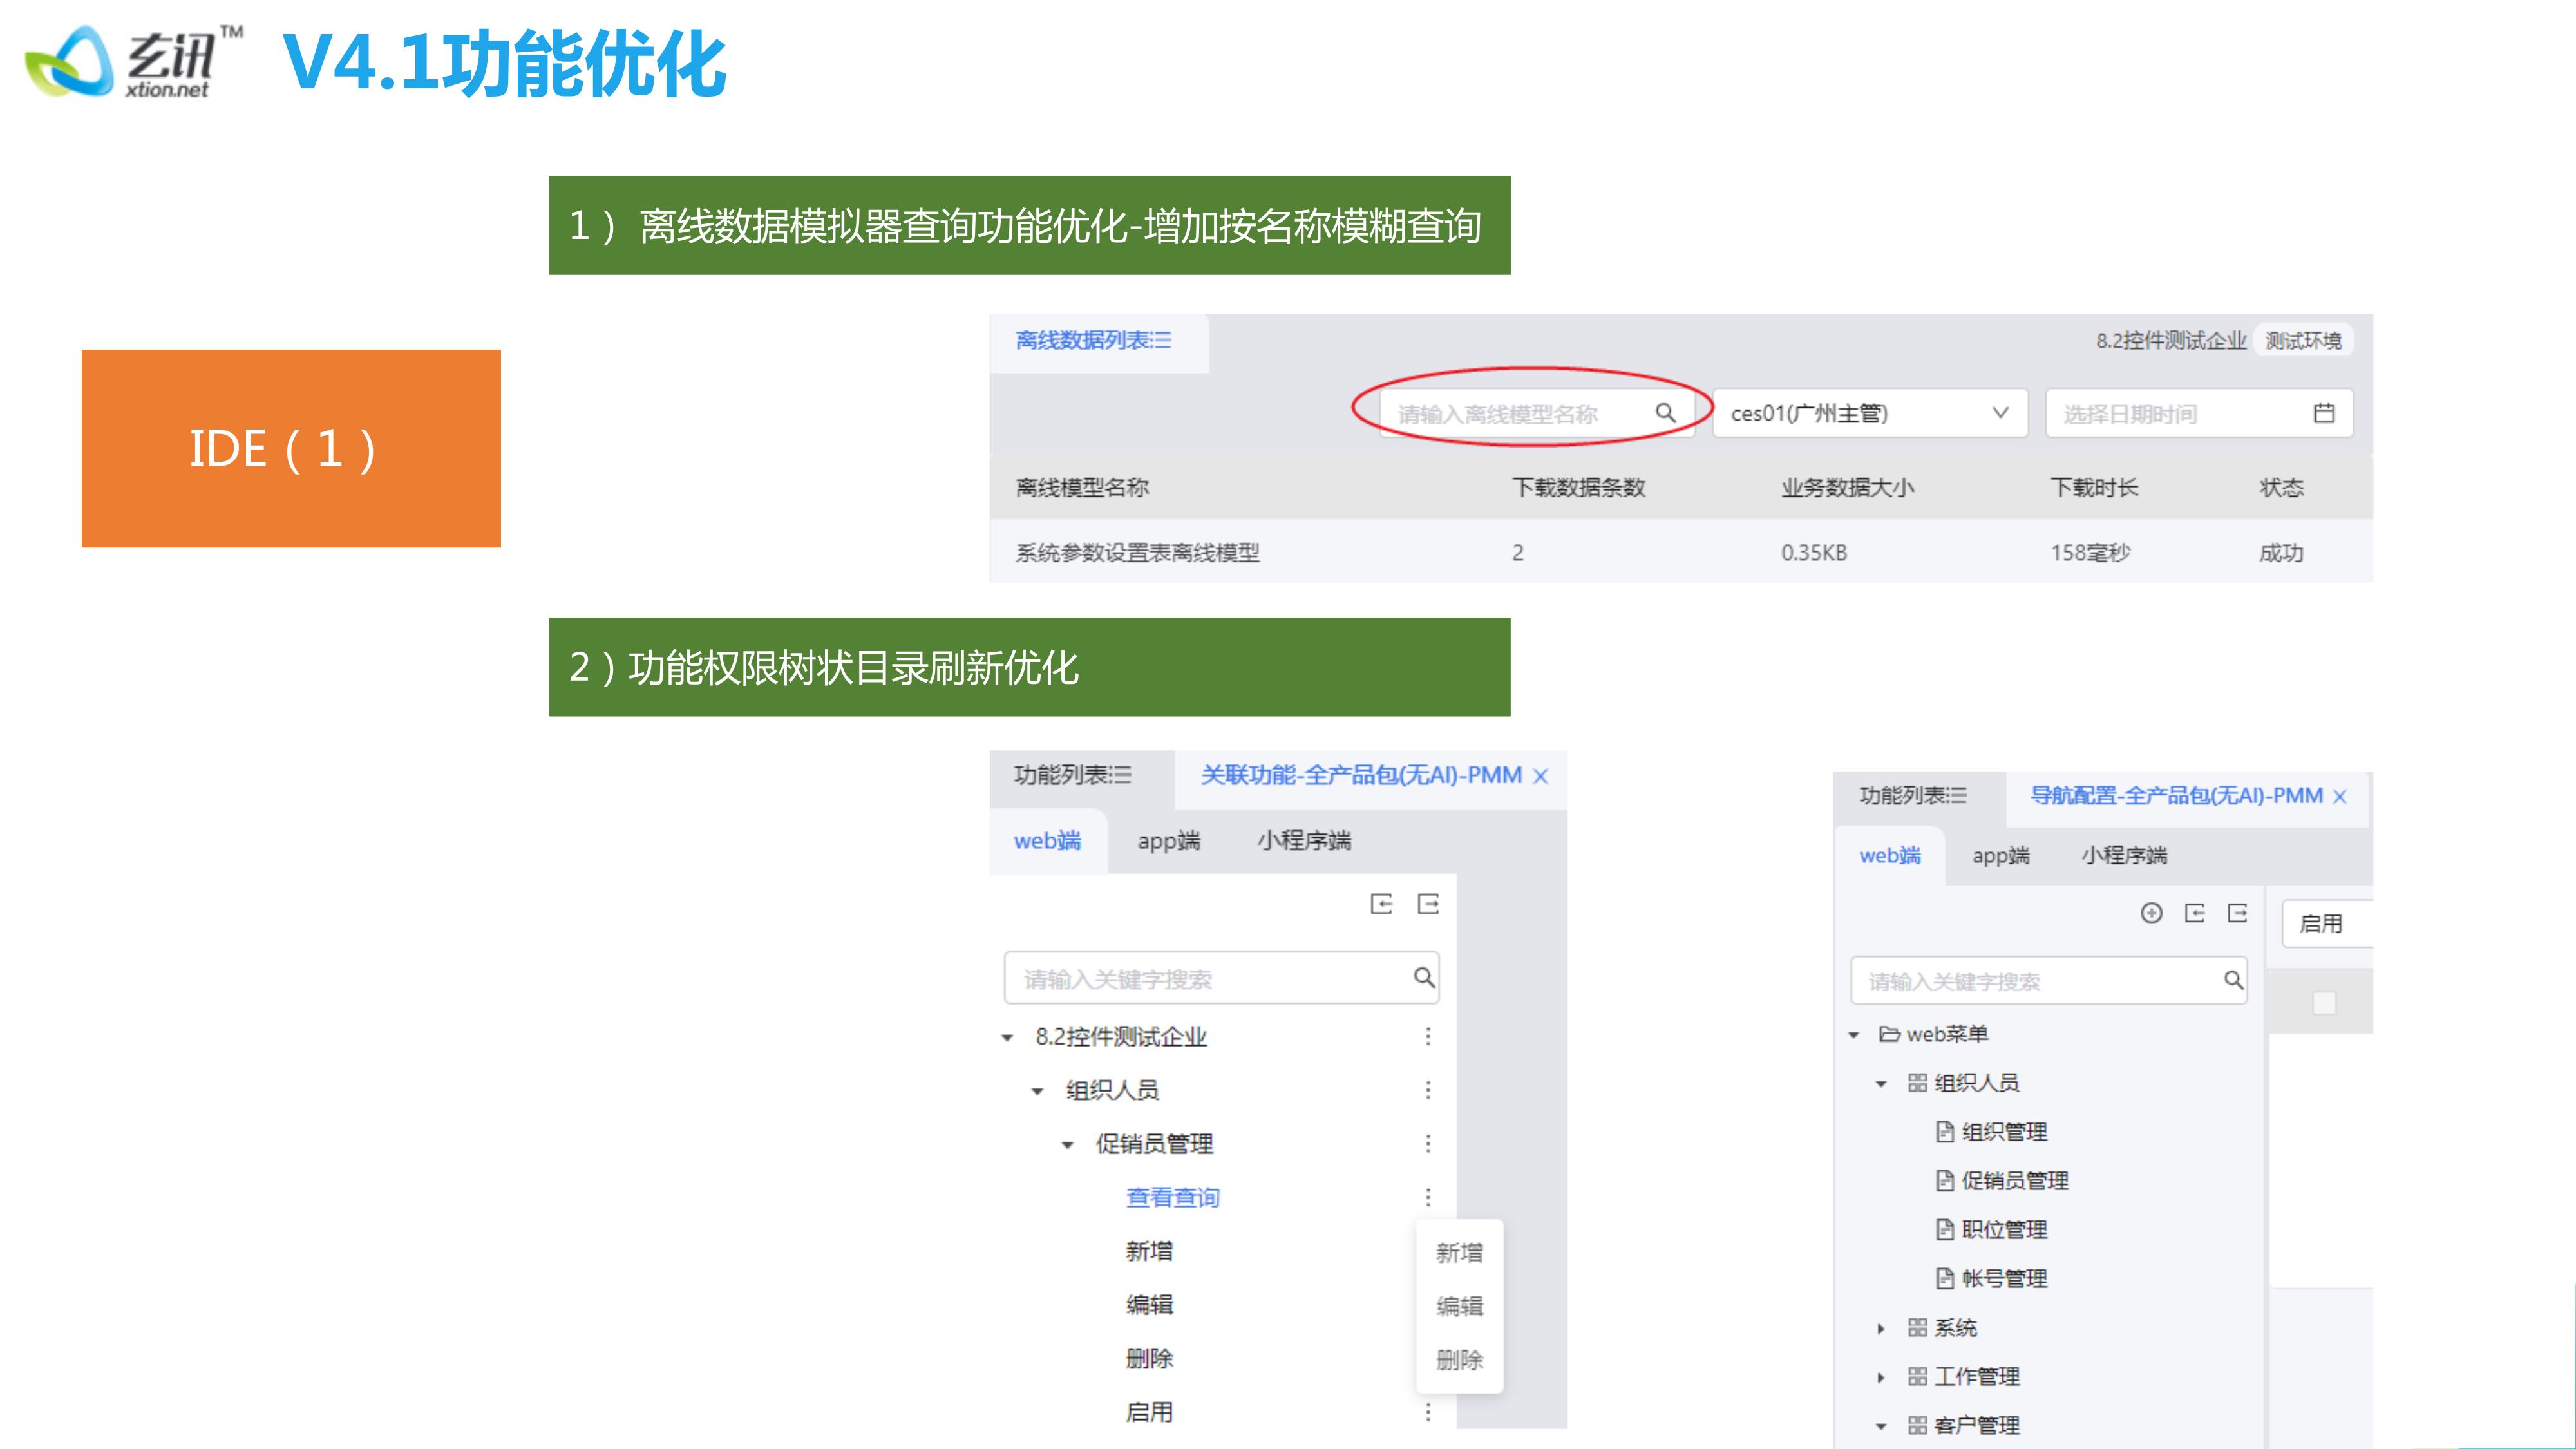 玄讯TM
xtion.net
V4.1功能优化
1） 离线数据模拟器查询功能优化-增加按名称模糊查询
IDE（1）
离线数据列表
8.2控件测试企业 测试环境
请输入离线模型名称 ces01(广州主管) 选择日期时间
离线模型名称 下载数据条数 业务数据大小 下载时长 状态
系统参数设置表离线模型 2 0.35KB 158毫秒 成功
2）功能权限树状目录刷新优化
功能列表 关联功能-全产品包(无AI)-PMM
web端 app端 小程序端
请输入关键字搜索
8.2控件测试企业
组织人员
促销员管理
查看查询
新增
编辑
删除
启用
新增
编辑
删除
功能列表 导航配置-全产品包(无AI)-PMM
web端 app端 小程序端
启用
请输入关键字搜索
web菜单
组织人员
组织管理
促销员管理
职位管理
帐号管理
系统
工作管理
客户管理